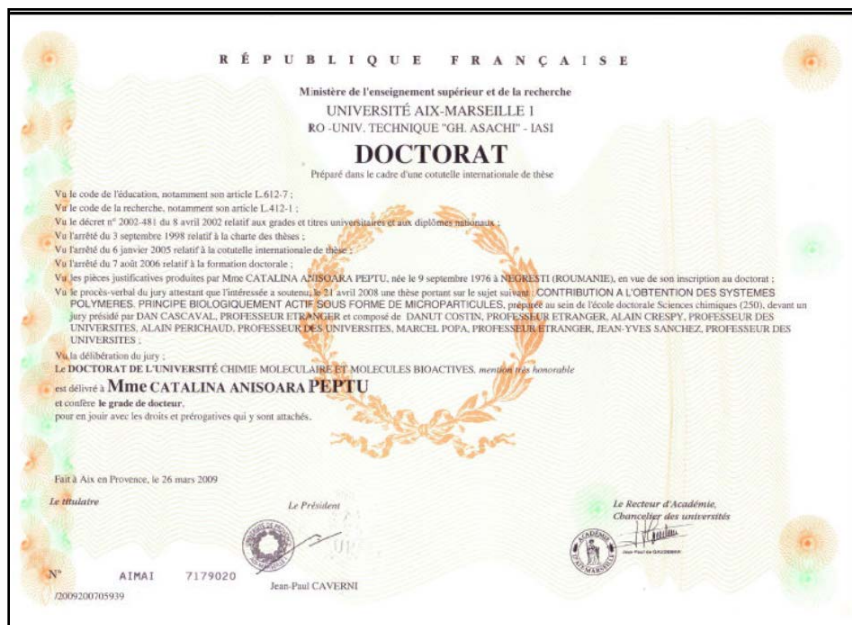 RÉPUBLIQUE FRANÇAISE
Ministère de l'enseignement supérieur et de la recherche
UNIVERSITÉ AIX-MARSEILLE 1
RO -UNIV. TECHNIQUE "GH. ASACHI" - IASI
DOCTORAT
Préparé dans le cadre d'une cotutelle internationale de thèse
Vu le code de l'éducation, notamment son article L.612-7 ;
Vu le code de la recherche, notamment son article L.412-1 ;
Vu le décret n° 2002-481 du 8 avril 2002 relatif aux grades et titres universitaires et aux diplômes nationaux ;
Vu l'arrêté du 3 septembre 1998 relatif à la charte des thèses ;
Vu l'arrêté du 6 janvier 2005 relatif à la cotutelle internationale de thèse ;
Vu l'arrêté du 7 août 2006 relatif à la formation doctorale ;
Vu les pièces justificatives produites par Mme CATALINA ANISOARA PEPTU, née le 9 septembre 1976 à NEGRESTI (ROUMANIE), en vue de son inscription au doctorat ;
Vu le procès-verbal du jury attestant que l'intéressée a soutenu, le 21 avril 2008 une thèse portant sur le sujet suivant : CONTRIBUTION A L'OBTENTION DES SYSTEMES
POLYMERES. PRINCIPE BIOLOGIQUEMENT ACTIF SOUS FORME DE MICROPARTICULES, préparée au sein de l'école doctorale Sciences chimiques (250), devant un
jury présidé par DAN CASCAVAL, PROFESSEUR ETRANGER et composé de DANUT COSTIN, PROFESSEUR ETRANGER, ALAIN CRESPY, PROFESSEUR DES
UNIVERSITES, ALAIN PERICHAUD, PROFESSEUR DES UNIVERSITES, MARCEL POPA, PROFESSEUR ETRANGER, JEAN-YVES SANCHEZ, PROFESSEUR DES
UNIVERSITES ;
Vu la délibération du jury ;
Le DOCTORAT DE L'UNIVERSITÉ CHIMIE MOLECULAIRE ET MOLECULES BIOACTIVES, mention très honorable
est délivré à Mme CATALINA ANISOARA PEPTU
et confère le grade de docteur,
pour en jouir avec les droits et prérogatives qui y sont attachés.
Fait à Aix en Provence, le 26 mars 2009
Le titulaire
Le Président
Le Recteur d'Académie,
Chancelier des universités
Jean-Paul de GAUDEMAR
N° AIMAI 7179020
Jean-Paul CAVERNI
/2009200705939